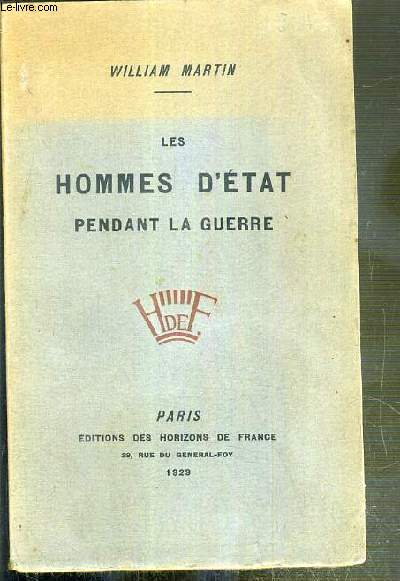 Le-livre.com
WILLIAM MARTIN
LES
HOMMES D'ÉTAT
PENDANT LA GUERRE
HDEF
PARIS
ÉDITIONS DES HORIZONS DE FRANCE
39, RUE DU GENERAL-FOY
1929